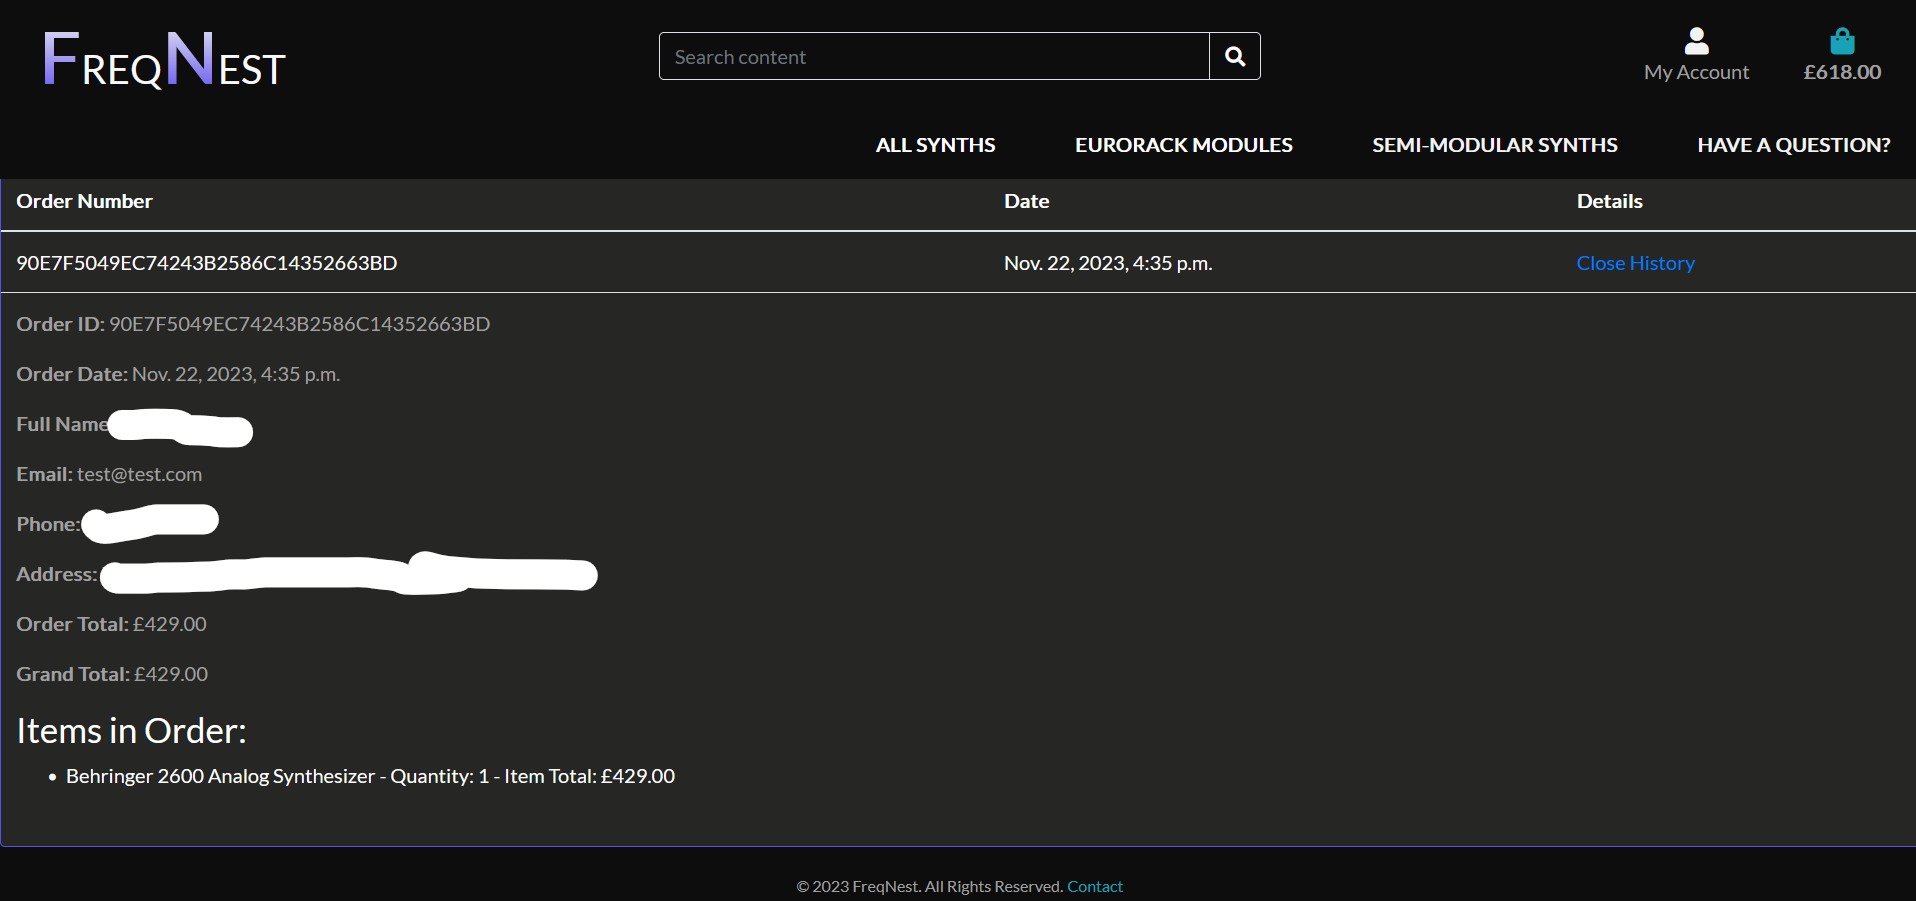 FREQNEST
Search content
My Account
£618.00
ALL SYNTHS
EURORACK MODULES
SEMI-MODULAR SYNTHS
HAVE A QUESTION?
Order Number Date Details
90E7F5049EC74243B2586C14352663BD Nov. 22, 2023, 4:35 p.m. Close History
Order ID: 90E7F5049EC74243B2586C14352663BD
Order Date: Nov. 22, 2023, 4:35 p.m.
Full Name
Email: test@test.com
Phone:
Address:
Order Total: £429.00
Grand Total: £429.00
Items in Order:
• Behringer 2600 Analog Synthesizer - Quantity: 1 - Item Total: £429.00
© 2023 FreqNest. All Rights Reserved. Contact